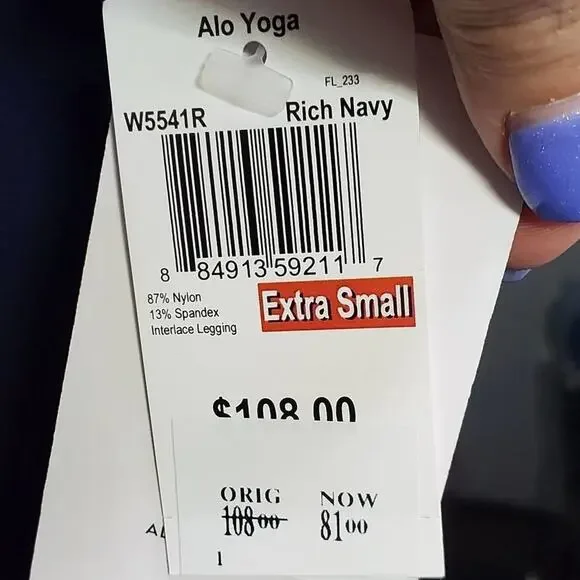 Alo Yoga
FL_233
W5541R Rich Navy
8 84913 59211 7
87% Nylon
13% Spandex
Interlace Legging
Extra Small
$108.00
ORIG NOW
108 00 81 00
1
AL